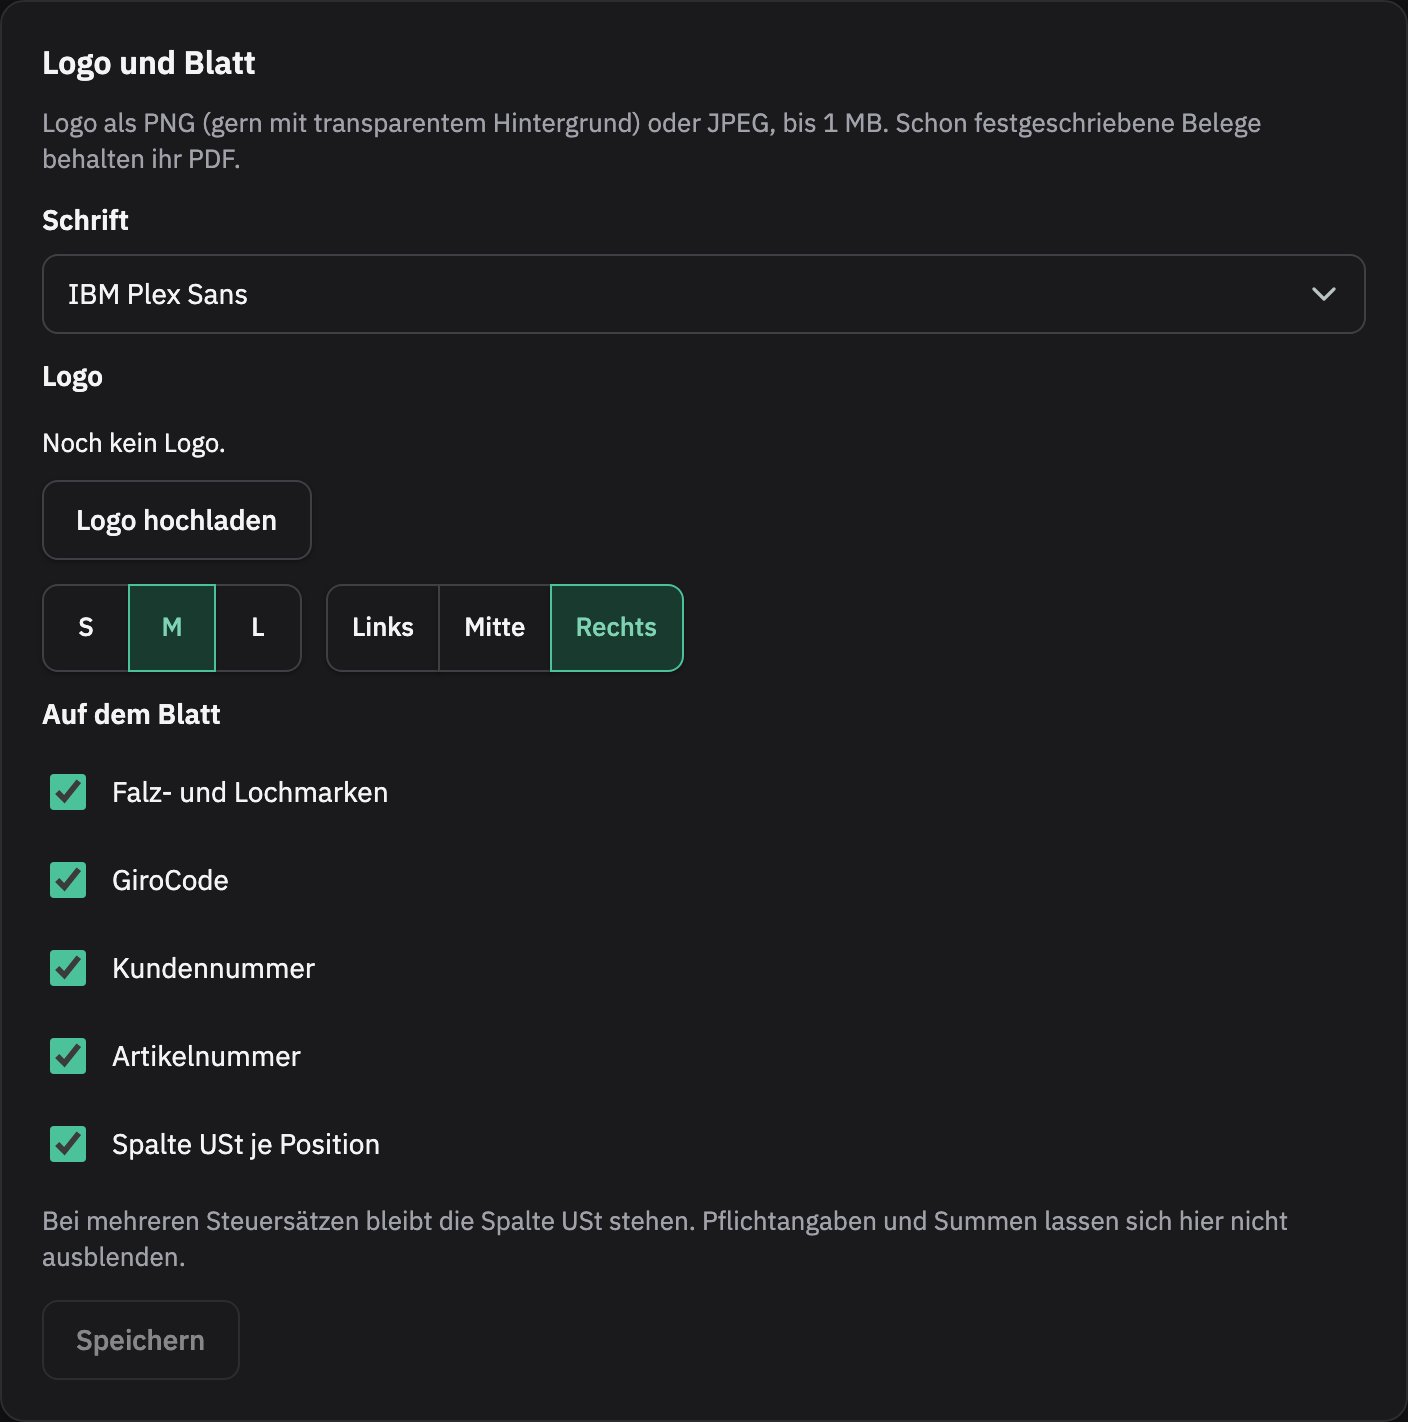 Logo und Blatt
Logo als PNG (gern mit transparentem Hintergrund) oder JPEG, bis 1 MB. Schon festgeschriebene Belege
behalten ihr PDF.
Schrift
IBM Plex Sans
Logo
Noch kein Logo.
Logo hochladen
S M L Links Mitte Rechts
Auf dem Blatt
Falz- und Lochmarken
GiroCode
Kundennummer
Artikelnummer
Spalte USt je Position
Bei mehreren Steuersätzen bleibt die Spalte USt stehen. Pflichtangaben und Summen lassen sich hier nicht
ausblenden.
Speichern